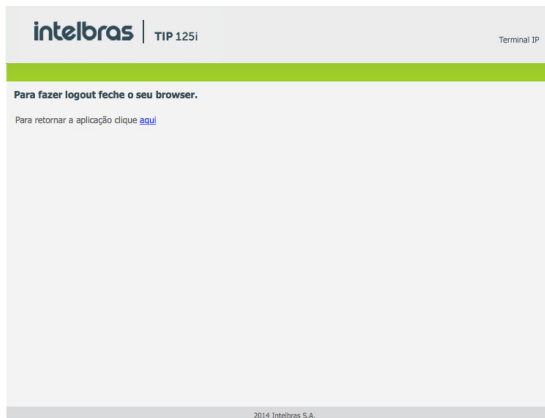 intelbras TIP 125i
Terminal IP
Para fazer logout feche o seu browser.
Para retornar a aplicação clique aqui
2014 Intelbras S.A.